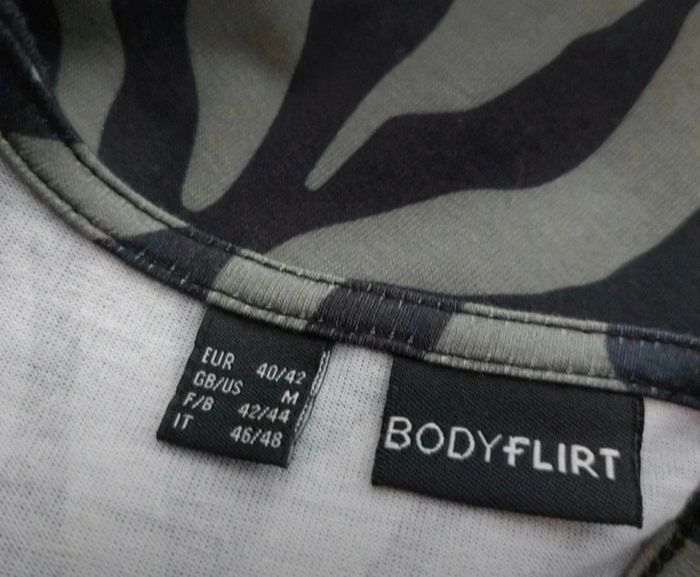 EUR 40/42
GB/US M
F/B 42/44
IT 46/48
BODYFLIRT